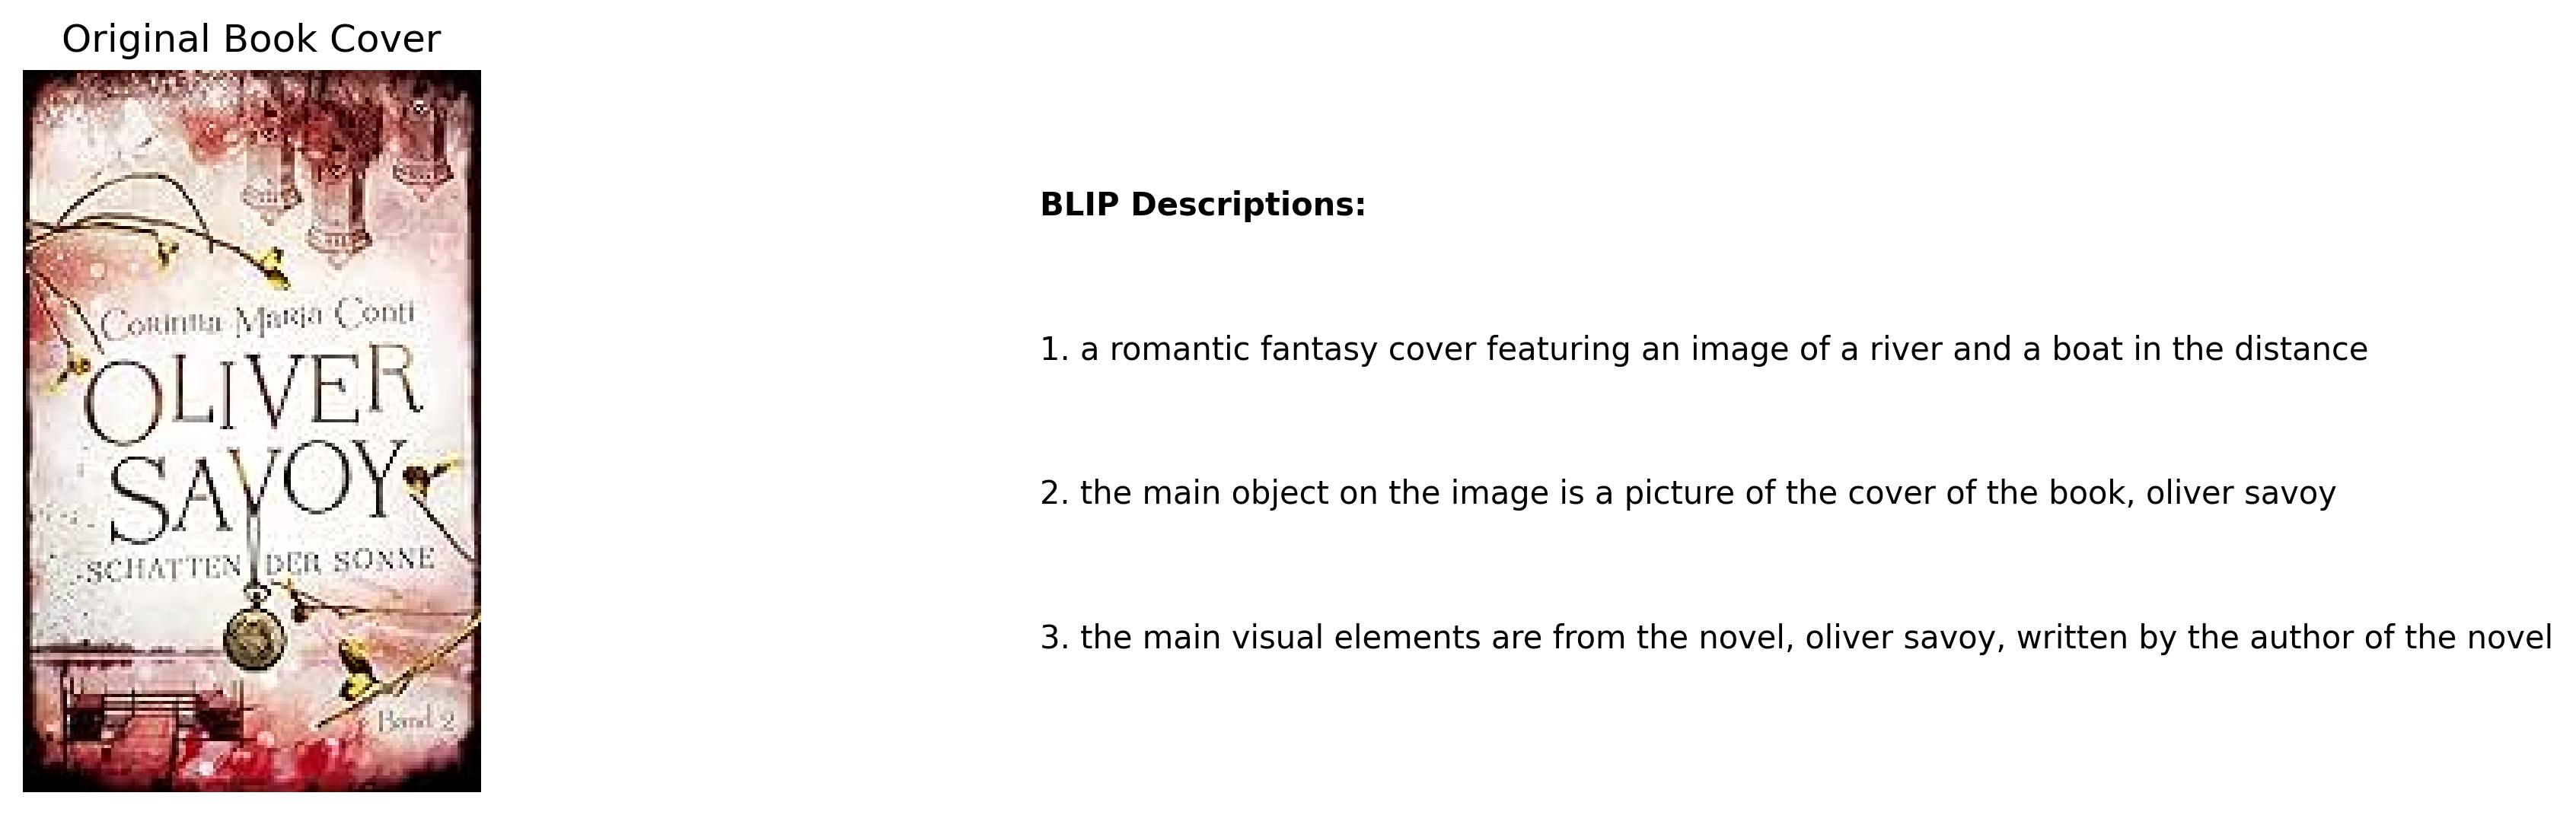 Original Book Cover
Corinna Maria Conti
OLIVER
SAVOY
SCHATTEN DER SONNE
Band 2
BLIP Descriptions:
1. a romantic fantasy cover featuring an image of a river and a boat in the distance
2. the main object on the image is a picture of the cover of the book, oliver savoy
3. the main visual elements are from the novel, oliver savoy, written by the author of the novel